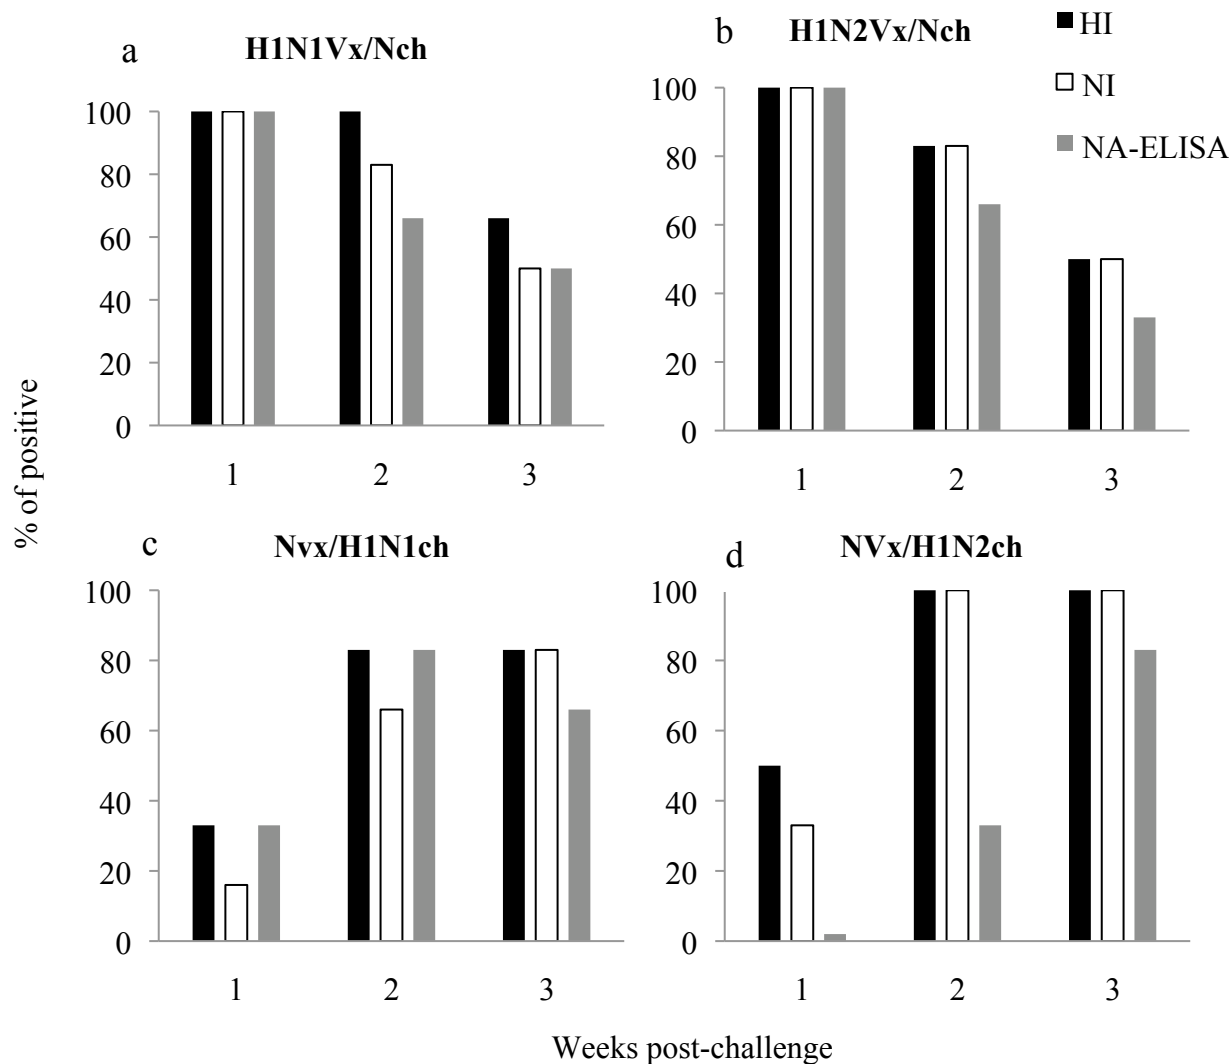 a
H1N1Vx/Nch
100
80
60
40
20
0
1 2 3
b
H1N2Vx/Nch
100
80
60
40
20
0
1 2 3
HI
NI
NA-ELISA
% of positive
c
Nvx/H1N1ch
100
80
60
40
20
0
1 2 3
d
NVx/H1N2ch
100
80
60
40
20
0
1 2 3
Weeks post-challenge